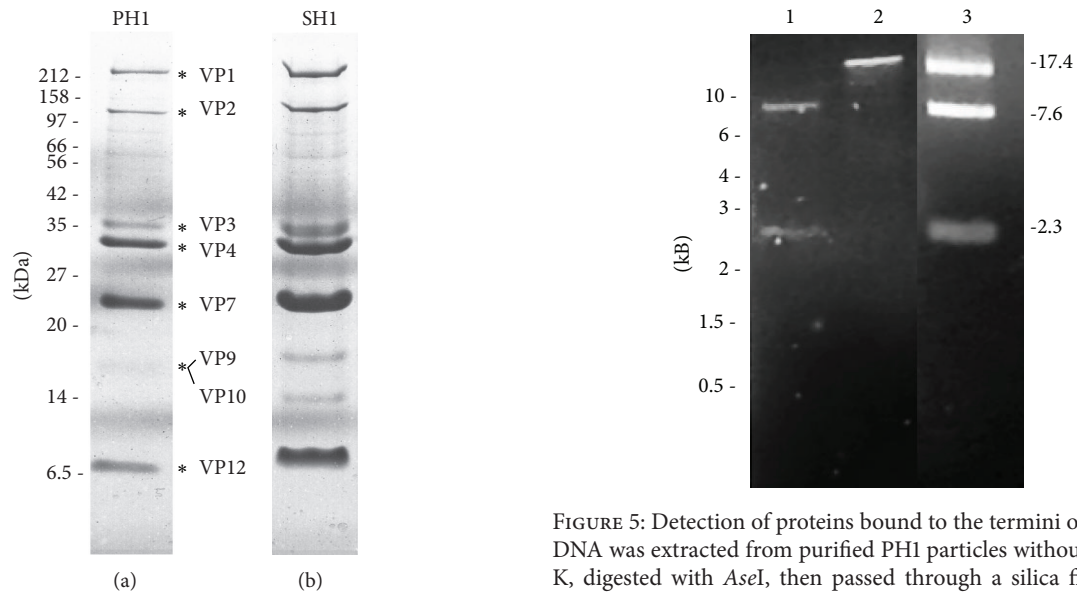 PH1 SH1
212 - * VP1
158 -
97 - * VP2
66 -
56 -
42 -
35 - * VP3
* VP4
27 -
* VP7
20 -
* VP9
VP10
14 -
6.5 - * VP12
(kDa)
(a) (b)
1 2 3
-17.4
10 - -7.6
6 -
4 -
3 -
-2.3
2 -
1.5 -
0.5 -
(kB)
FIGURE 5: Detection of proteins bound to the termini o
DNA was extracted from purified PH1 particles withou
K, digested with AseI, then passed through a silica fi